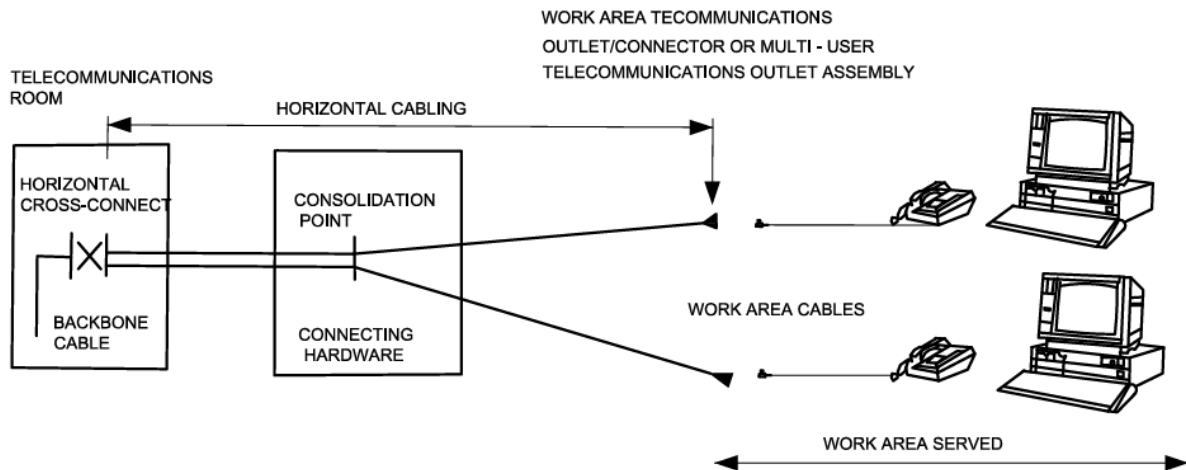 WORK AREA TECOMMUNICATIONS
OUTLET/CONNECTOR OR MULTI - USER
TELECOMMUNICATIONS OUTLET ASSEMBLY
TELECOMMUNICATIONS
ROOM
HORIZONTAL CABLING
HORIZONTAL
CROSS-CONNECT
CONSOLIDATION
POINT
BACKBONE
CABLE
CONNECTING
HARDWARE
WORK AREA CABLES
WORK AREA SERVED